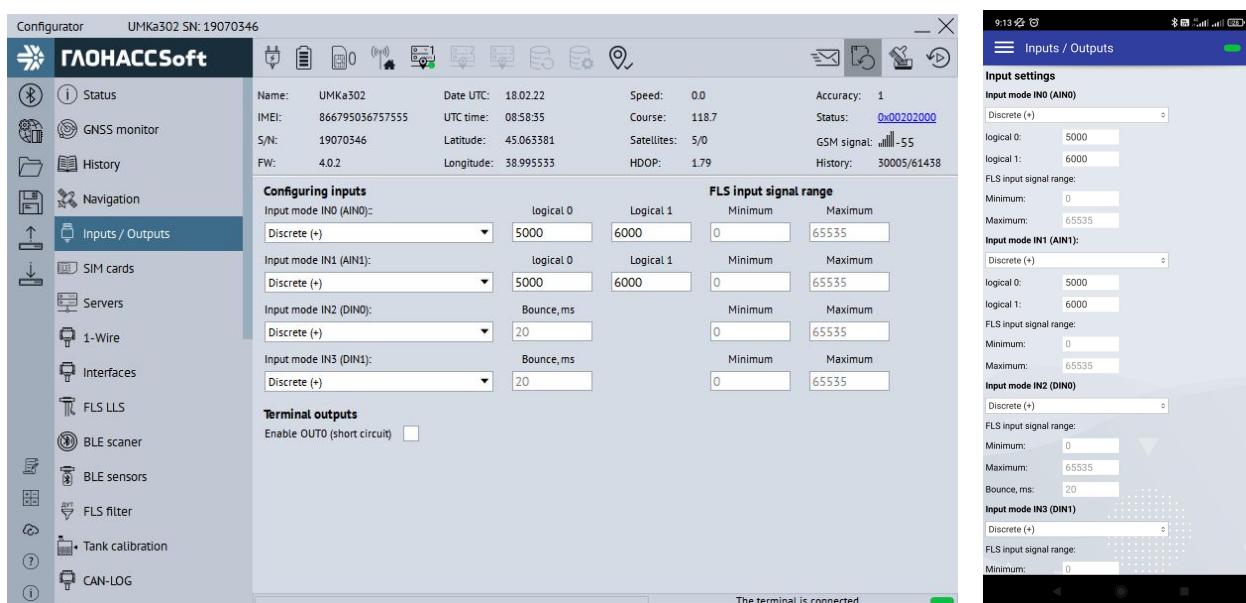 Configurator UMKa302 SN: 19070346
ГЛОНАССSoft
0
1
Status
GNSS monitor
History
Navigation
Inputs / Outputs
SIM cards
Servers
1-Wire
Interfaces
FLS LLS
BLE scaner
BLE sensors
FLS filter
Tank calibration
CAN-LOG
Name: UMKa302 Date UTC: 18.02.22 Speed: 0.0 Accuracy: 1
IMEI: 866795036757555 UTC time: 08:58:35 Course: 118.7 Status: 0x00202000
S/N: 19070346 Latitude: 45.063381 Satellites: 5/0 GSM signal: -55
FW: 4.0.2 Longitude: 38.995533 HDOP: 1.79 History: 30005/61438
Configuring inputs FLS input signal range
Input mode IN0 (AIN0):: logical 0 Logical 1 Minimum Maximum
Discrete (+) 5000 6000 0 65535
Input mode IN1 (AIN1): logical 0 Logical 1 Minimum Maximum
Discrete (+) 5000 6000 0 65535
Input mode IN2 (DIN0): Bounce, ms Minimum Maximum
Discrete (+) 20 0 65535
Input mode IN3 (DIN1): Bounce, ms Minimum Maximum
Discrete (+) 20 0 65535
Terminal outputs
Enable OUT0 (short circuit)
The terminal is connected
9:13
Inputs / Outputs
Input settings
Input mode IN0 (AIN0)
Discrete (+)
logical 0: 5000
logical 1: 6000
FLS input signal range:
Minimum: 0
Maximum: 65535
Input mode IN1 (AIN1):
Discrete (+)
logical 0: 5000
logical 1: 6000
FLS input signal range:
Minimum: 0
Maximum: 65535
Input mode IN2 (DIN0)
Discrete (+)
FLS input signal range:
Minimum: 0
Maximum: 65535
Bounce, ms: 20
Input mode IN3 (DIN1)
Discrete (+)
FLS input signal range:
Minimum: 0